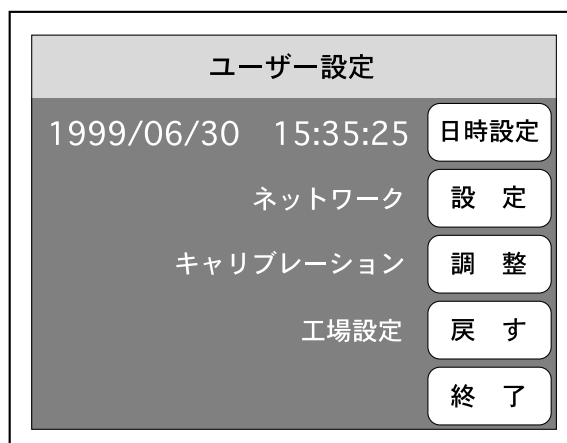 ユーザー設定
1999/06/30 15:35:25 日時設定
ネットワーク 設 定
キャリブレーション 調 整
工場設定 戻 す
終 了